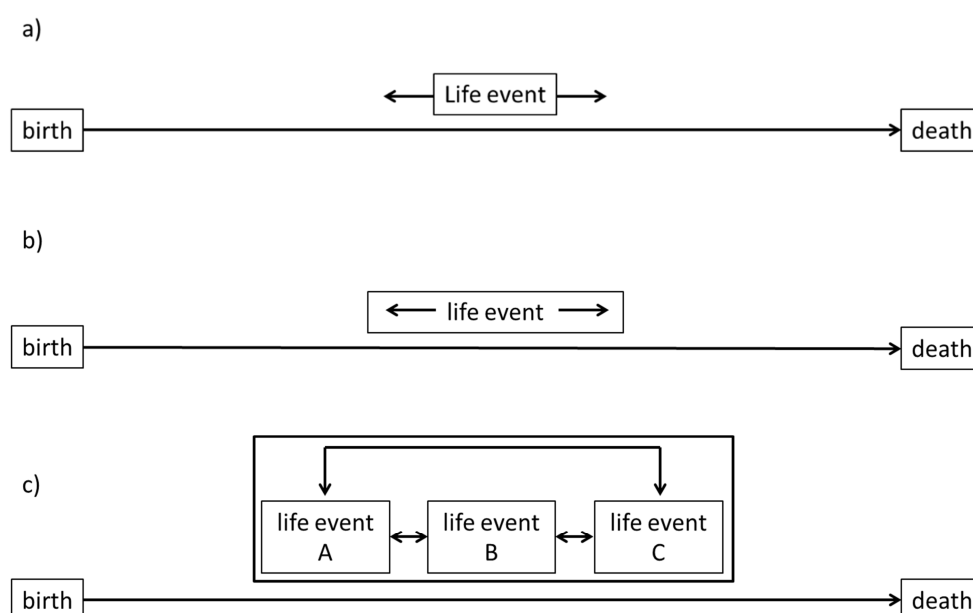 a)
Life event
birth
death
b)
life event
birth
death
c)
life event
A
life event
B
life event
C
birth
death